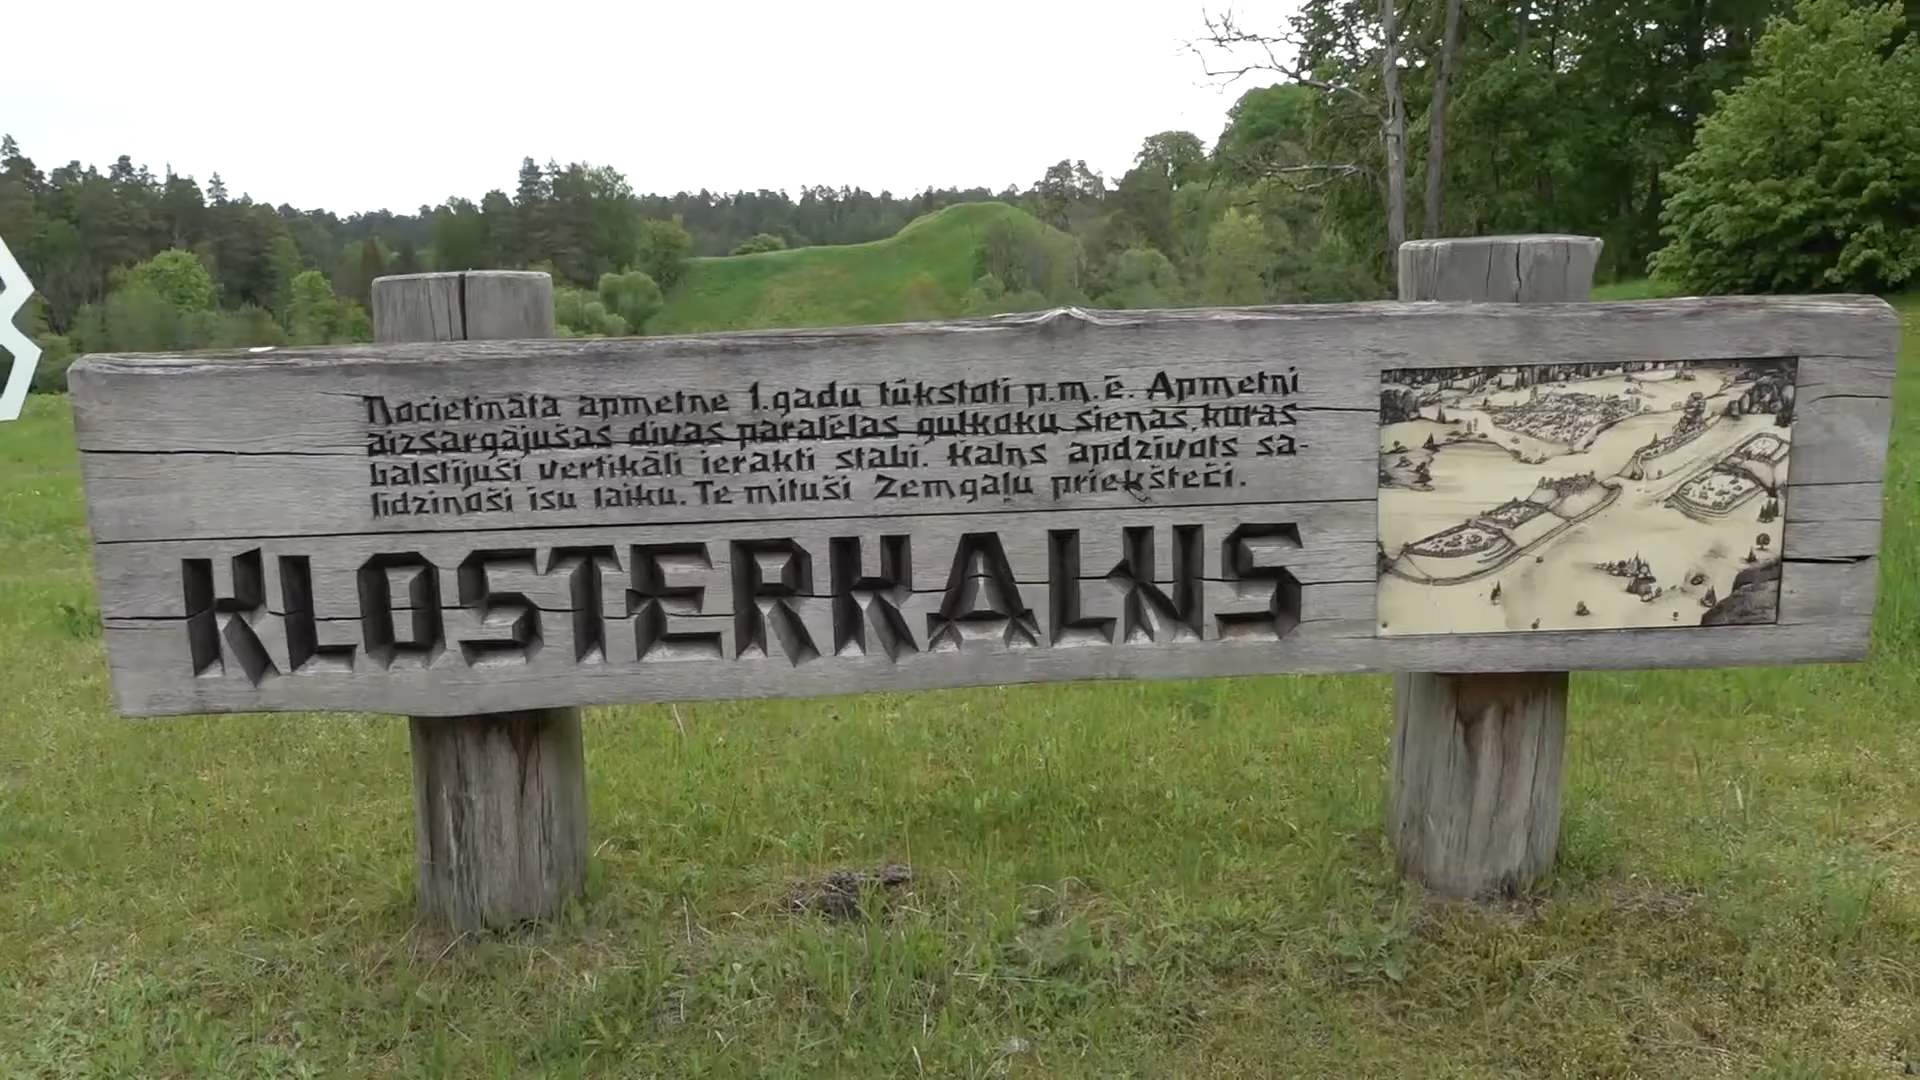 Nocietināta apmetne 1.gadu tūkstotī p.m.ē. Apmetni
aizsargājušas divas paralēlas guļkoku sienas, kuras
balstījuši vertikāli ierakti stabi. Kalns apdzīvots sa-
līdzinoši īsu laiku. Te mituši Zemgaļu priekšteči.
KLOSTERKALNS